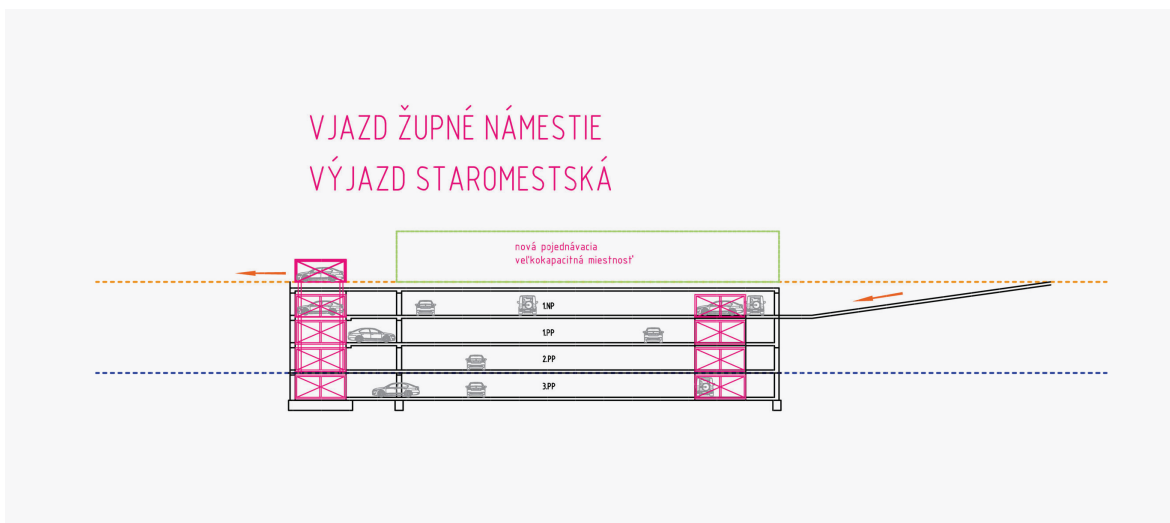 VJAZD ŽUPNÉ NÁMESTIE
VÝJAZD STAROMESTSKÁ
nová pojednávacia
veľkokapacitná miestnosť
1.NP
1.PP
2.PP
3.PP